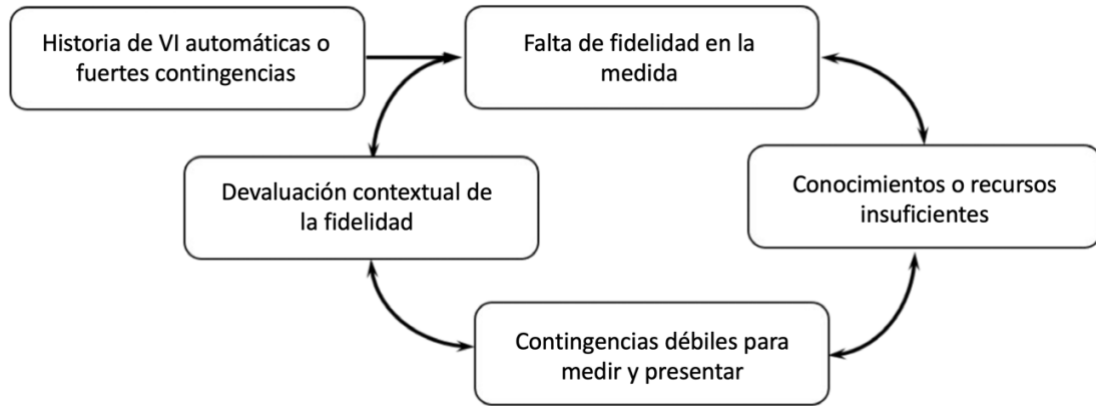 Historia de VI automáticas o
fuertes contingencias
Falta de fidelidad en la
medida
Devaluación contextual de
la fidelidad
Conocimientos o recursos
insuficientes
Contingencias débiles para
medir y presentar